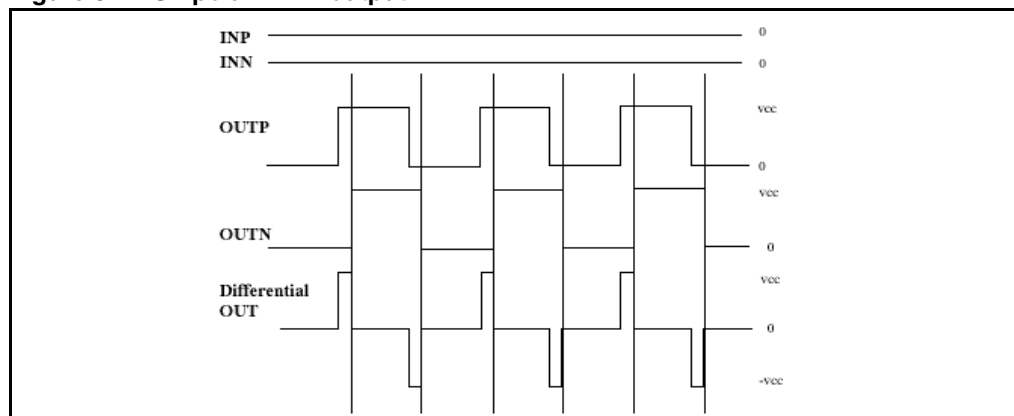 INP 0
INN 0
vcc
OUTP
0
vcc
OUTN
0
vcc
Differential
OUT
0
-vcc